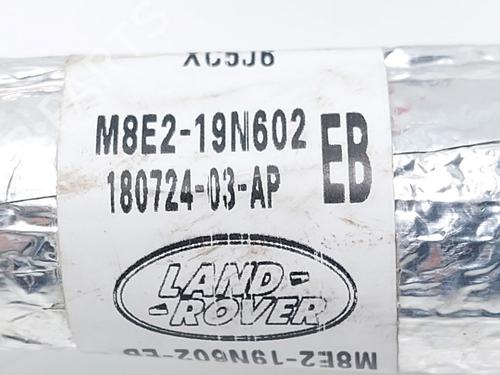 XC5J6
M8E2-19N602
EB
180724-03-AP
LAND-
-ROVER
M8E2-19N602-EB